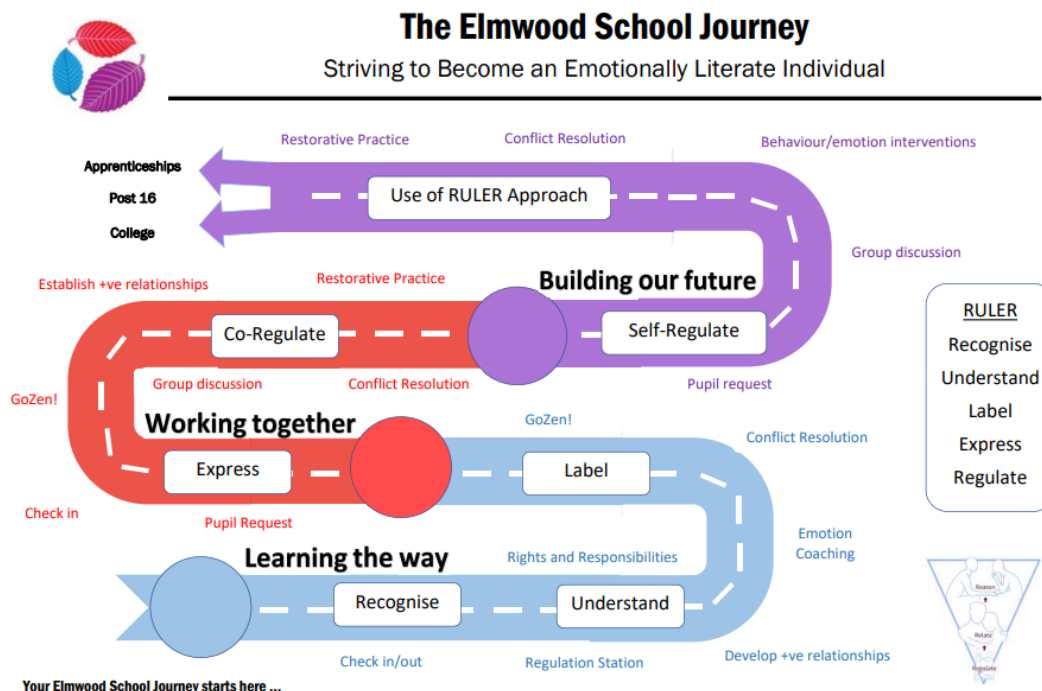 The Elmwood School Journey
Striving to Become an Emotionally Literate Individual
Restorative Practice
Conflict Resolution
Behaviour/emotion interventions
Apprenticeships
Post 16
College
Use of RULER Approach
Group discussion
Building our future
Establish +ve relationships
Restorative Practice
Co-Regulate
Self-Regulate
Group discussion
Conflict Resolution
Pupil request
GoZen!
Working together
GoZen!
Conflict Resolution
Express
Label
Check in
Pupil Request
Emotion
Coaching
Learning the way
Rights and Responsibilities
Recognise
Understand
Check in/out
Regulation Station
Develop +ve relationships
Your Elmwood School Journey starts here ...
RULER
Recognise
Understand
Label
Express
Regulate
Reason
Relate
Regulate